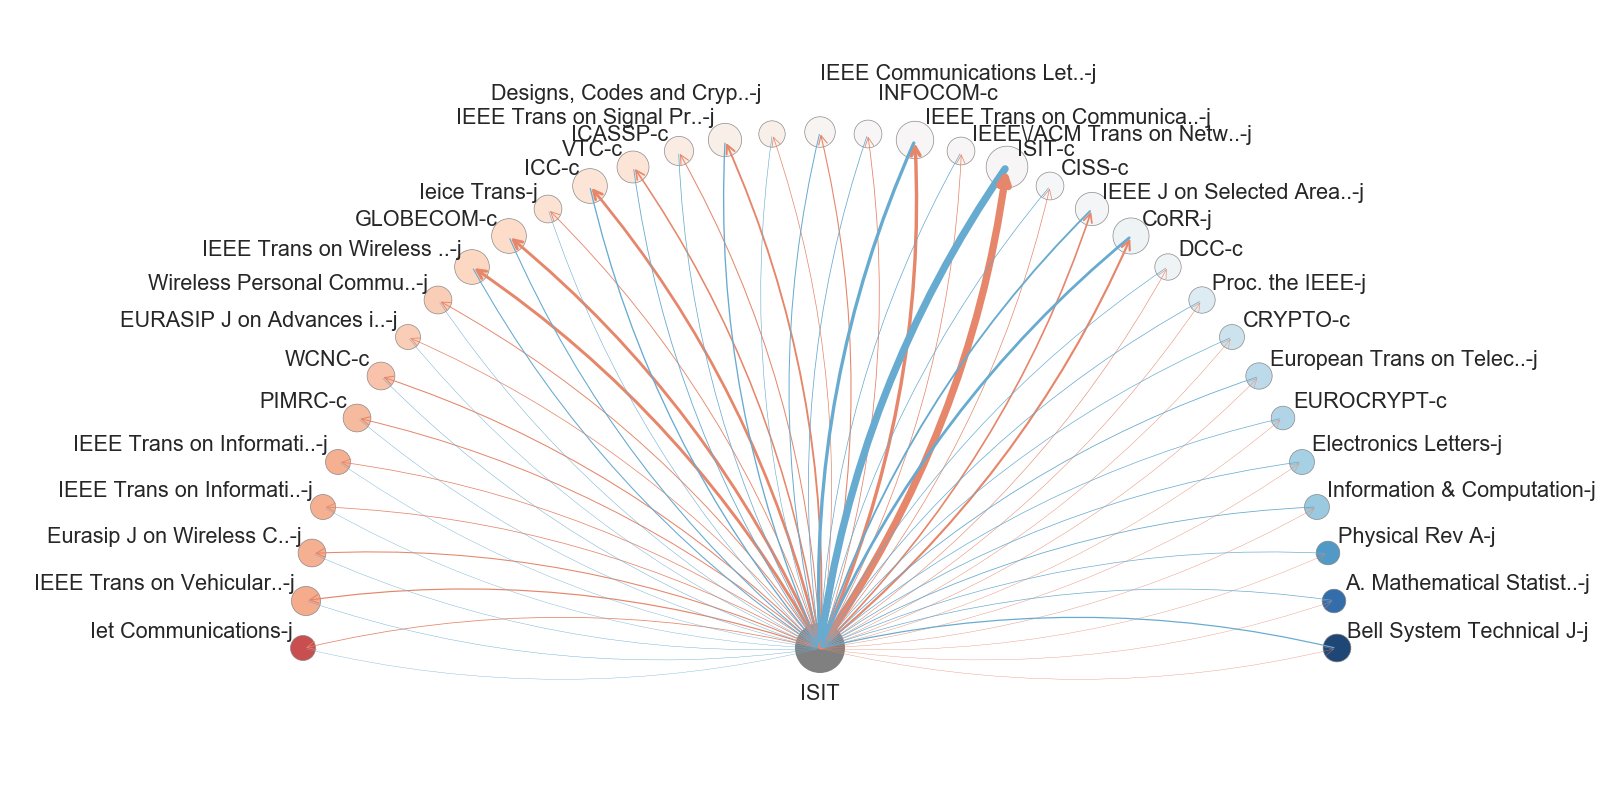 IEEE Communications Let..-j
Designs, Codes and Cryp..-j
INFOCOM-c
IEEE Trans on Signal Pr..-j
IEEE Trans on Communica..-j
ICASSP-c
IEEE\/ACM Trans on Netw..-j
VTC-c
ISIT-c
ICC-c
CISS-c
Ieice Trans-j
IEEE J on Selected Area..-j
GLOBECOM-c
CoRR-j
IEEE Trans on Wireless ..-j
DCC-c
Wireless Personal Commu..-j
Proc. the IEEE-j
EURASIP J on Advances i..-j
CRYPTO-c
WCNC-c
European Trans on Telec..-j
PIMRC-c
EUROCRYPT-c
IEEE Trans on Informati..-j
Electronics Letters-j
IEEE Trans on Informati..-j
Information & Computation-j
Eurasip J on Wireless C..-j
Physical Rev A-j
IEEE Trans on Vehicular..-j
A. Mathematical Statist..-j
Iet Communications-j
Bell System Technical J-j
ISIT